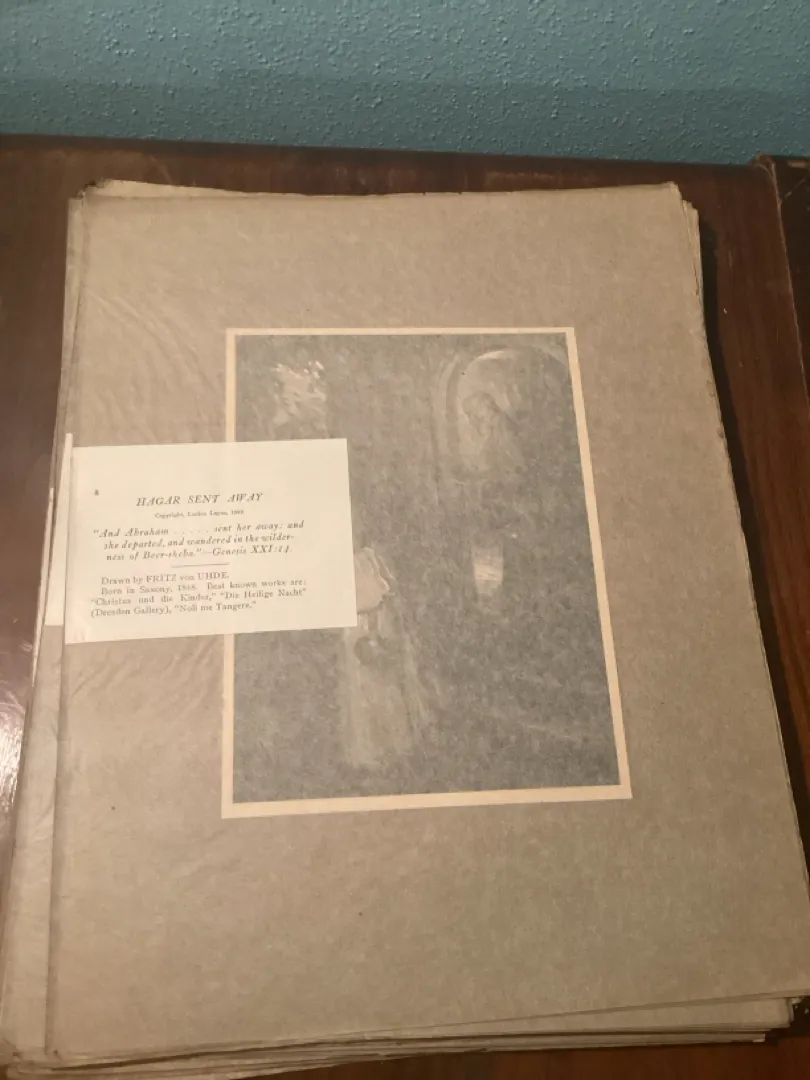 HAGAR SENT AWAY
Copyright,
"And Abraham . . . . . sent her away: and
she departed, and wandered in the wilder-
ness of Beer-sheba."—Genesis XXI:14.
Drawn by FRITZ von UHDE.
Born in Saxony, Best known works are:
"Christus und die Kinder," "Die Heilige Nacht"
(Dresden Gallery), "Noli me Tangere."